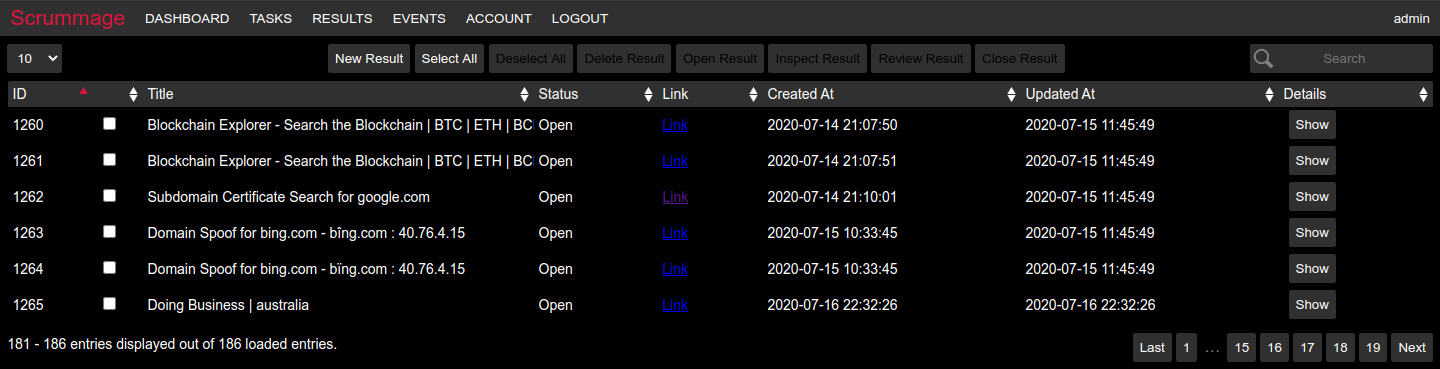 Scrummage DASHBOARD TASKS RESULTS EVENTS ACCOUNT LOGOUT admin
10 New Result Select All Deselect All Delete Result Open Result Inspect Result Review Result Close Result Search
ID Title Status Link Created At Updated At Details
1260 Blockchain Explorer - Search the Blockchain | BTC | ETH | BC Open Link 2020-07-14 21:07:50 2020-07-15 11:45:49 Show
1261 Blockchain Explorer - Search the Blockchain | BTC | ETH | BC Open Link 2020-07-14 21:07:51 2020-07-15 11:45:49 Show
1262 Subdomain Certificate Search for google.com Open Link 2020-07-14 21:10:01 2020-07-15 11:45:49 Show
1263 Domain Spoof for bing.com - bîng.com : 40.76.4.15 Open Link 2020-07-15 10:33:45 2020-07-15 11:45:49 Show
1264 Domain Spoof for bing.com - bïng.com : 40.76.4.15 Open Link 2020-07-15 10:33:45 2020-07-15 11:45:49 Show
1265 Doing Business | australia Open Link 2020-07-16 22:32:26 2020-07-16 22:32:26 Show
181 - 186 entries displayed out of 186 loaded entries. Last 1 ... 15 16 17 18 19 Next